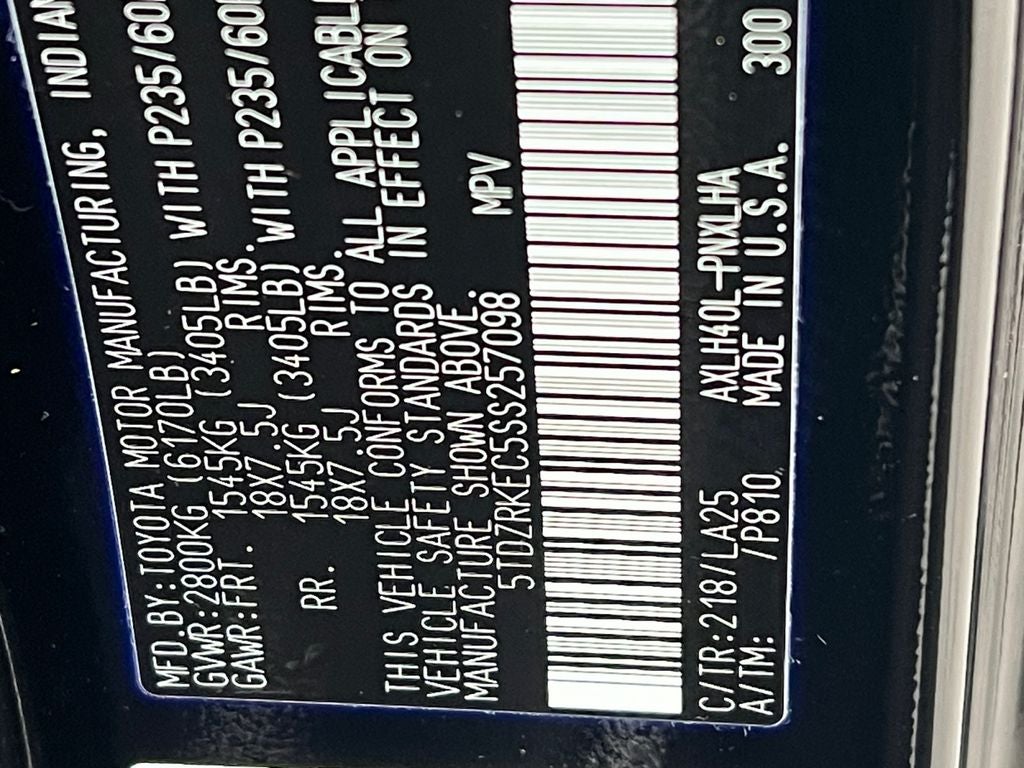 MFD.BY:TOYOTA MOTOR MANUFACTURING, INDIAN
GVWR:2800KG (6170LB)
GAWR:FRT. 1545KG (3405LB) WITH P235/60
18X7.5J RIMS.
RR. 1545KG (3405LB) WITH P235/60
18X7.5J RIMS.
THIS VEHICLE CONFORMS TO ALL APPLICABL
VEHICLE SAFETY STANDARDS IN EFFECT ON
MANUFACTURE SHOWN ABOVE.
5TDZRKEC5SS257098 MPV
C/TR:218/LA25 AXLH40L-PNXLHA
A/TM: /P810 MADE IN U.S.A. 300